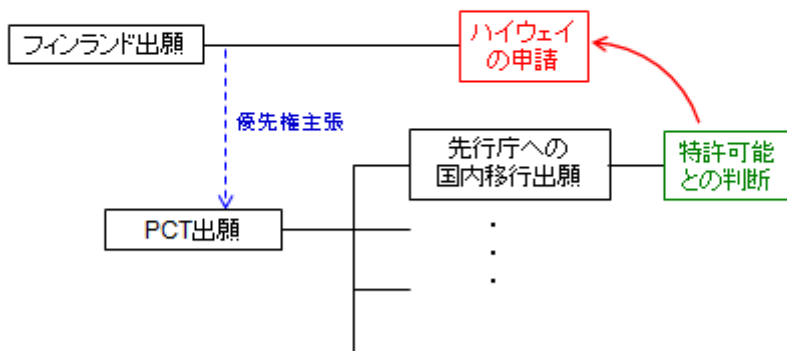 フィンランド出願
ハイウェイ
の申請
優先権主張
先行庁への
国内移行出願
特許可能
との判断
PCT出願